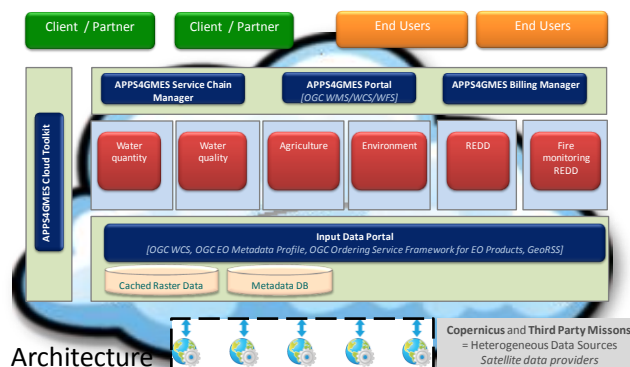 Client / Partner
Client / Partner
End Users
End Users
APPS4GMES Cloud Toolkit
APPS4GMES Service Chain
Manager
APPS4GMES Portal
[OGC WMS/WCS/WFS]
APPS4GMES Billing Manager
Water
quantity
Water
quality
Agriculture
Environment
REDD
Fire
monitoring
REDD
Input Data Portal
[OGC WCS, OGC EO Metadata Profile, OGC Ordering Service Framework for EO Products, GeoRSS]
Cached Raster Data
Metadata DB
Architecture
Copernicus and Third Party Missons
= Heterogeneous Data Sources
Satellite data providers